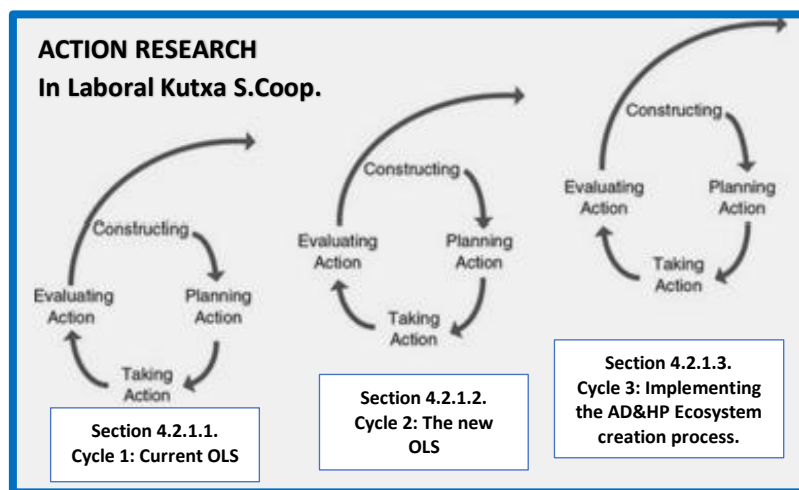 ACTION RESEARCH
In Laboral Kutxa S.Coop.
Constructing
Planning
Action
Taking
Action
Evaluating
Action
Section 4.2.1.1.
Cycle 1: Current OLS
Constructing
Planning
Action
Taking
Action
Evaluating
Action
Section 4.2.1.2.
Cycle 2: The new
OLS
Constructing
Planning
Action
Taking
Action
Evaluating
Action
Section 4.2.1.3.
Cycle 3: Implementing
the AD&HP Ecosystem
creation process.